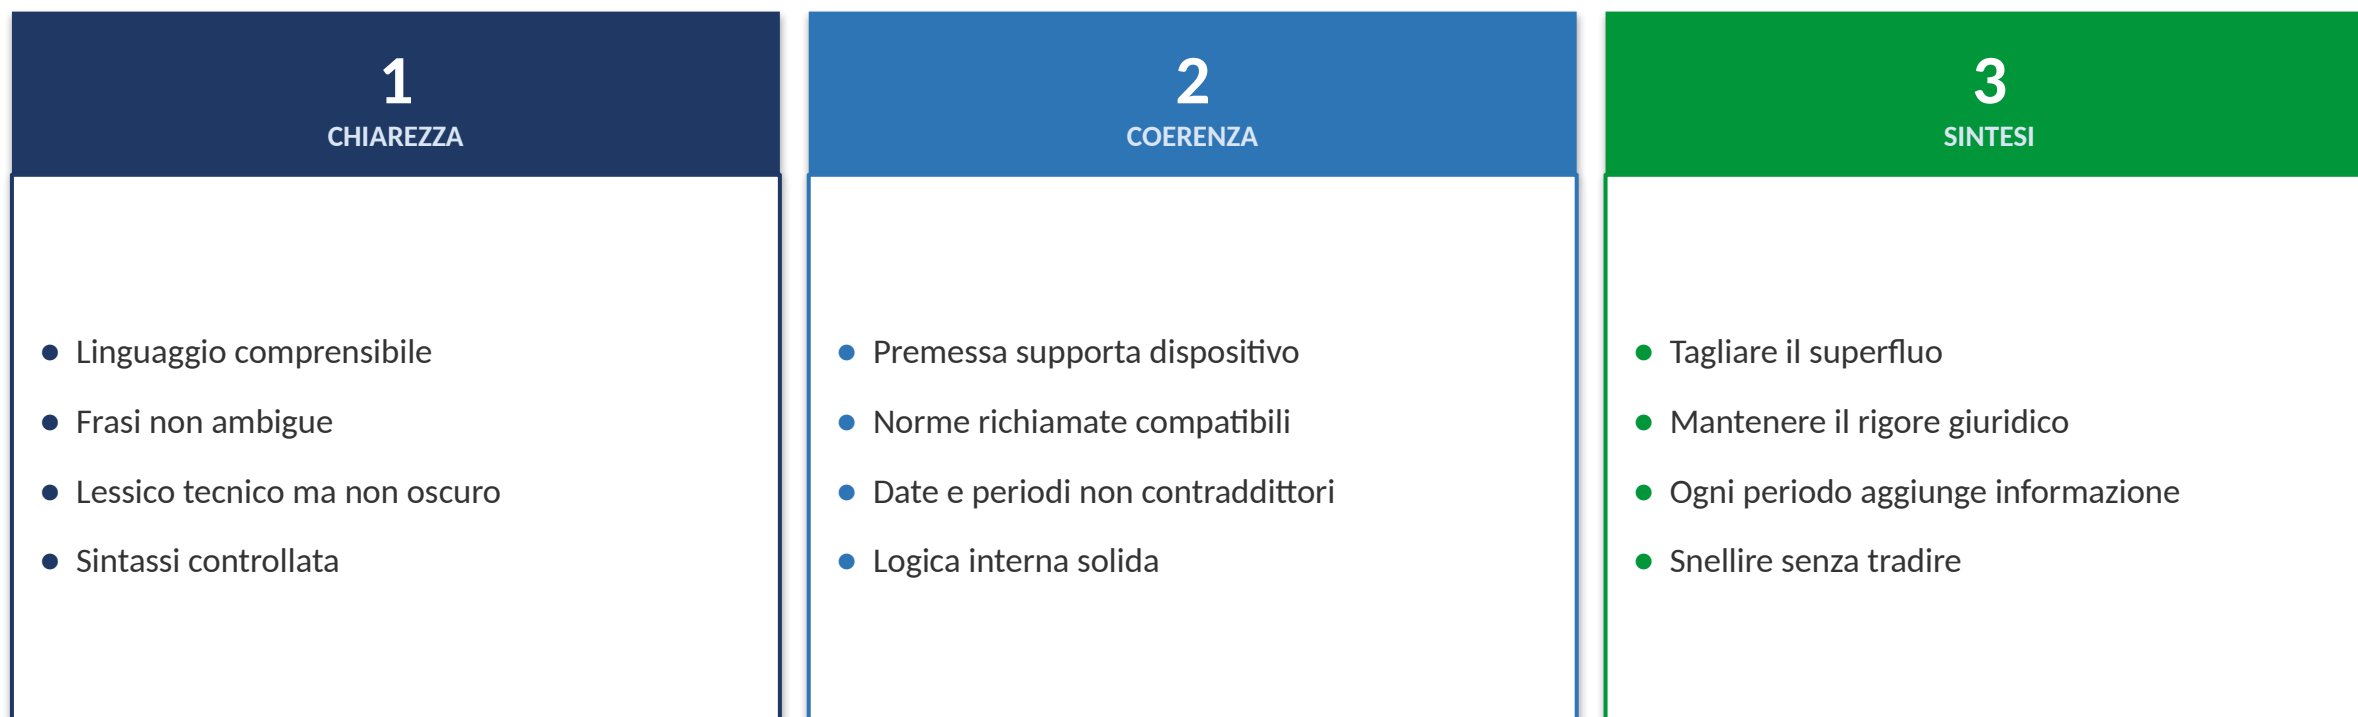 1
CHIAREZZA
Linguaggio comprensibile
Frasi non ambigue
Lessico tecnico ma non oscuro
Sintassi controllata
2
COERENZA
Premessa supporta dispositivo
Norme richiamate compatibili
Date e periodi non contraddittori
Logica interna solida
3
SINTESI
Tagliare il superfluo
Mantenere il rigore giuridico
Ogni periodo aggiunge informazione
Snellire senza tradire